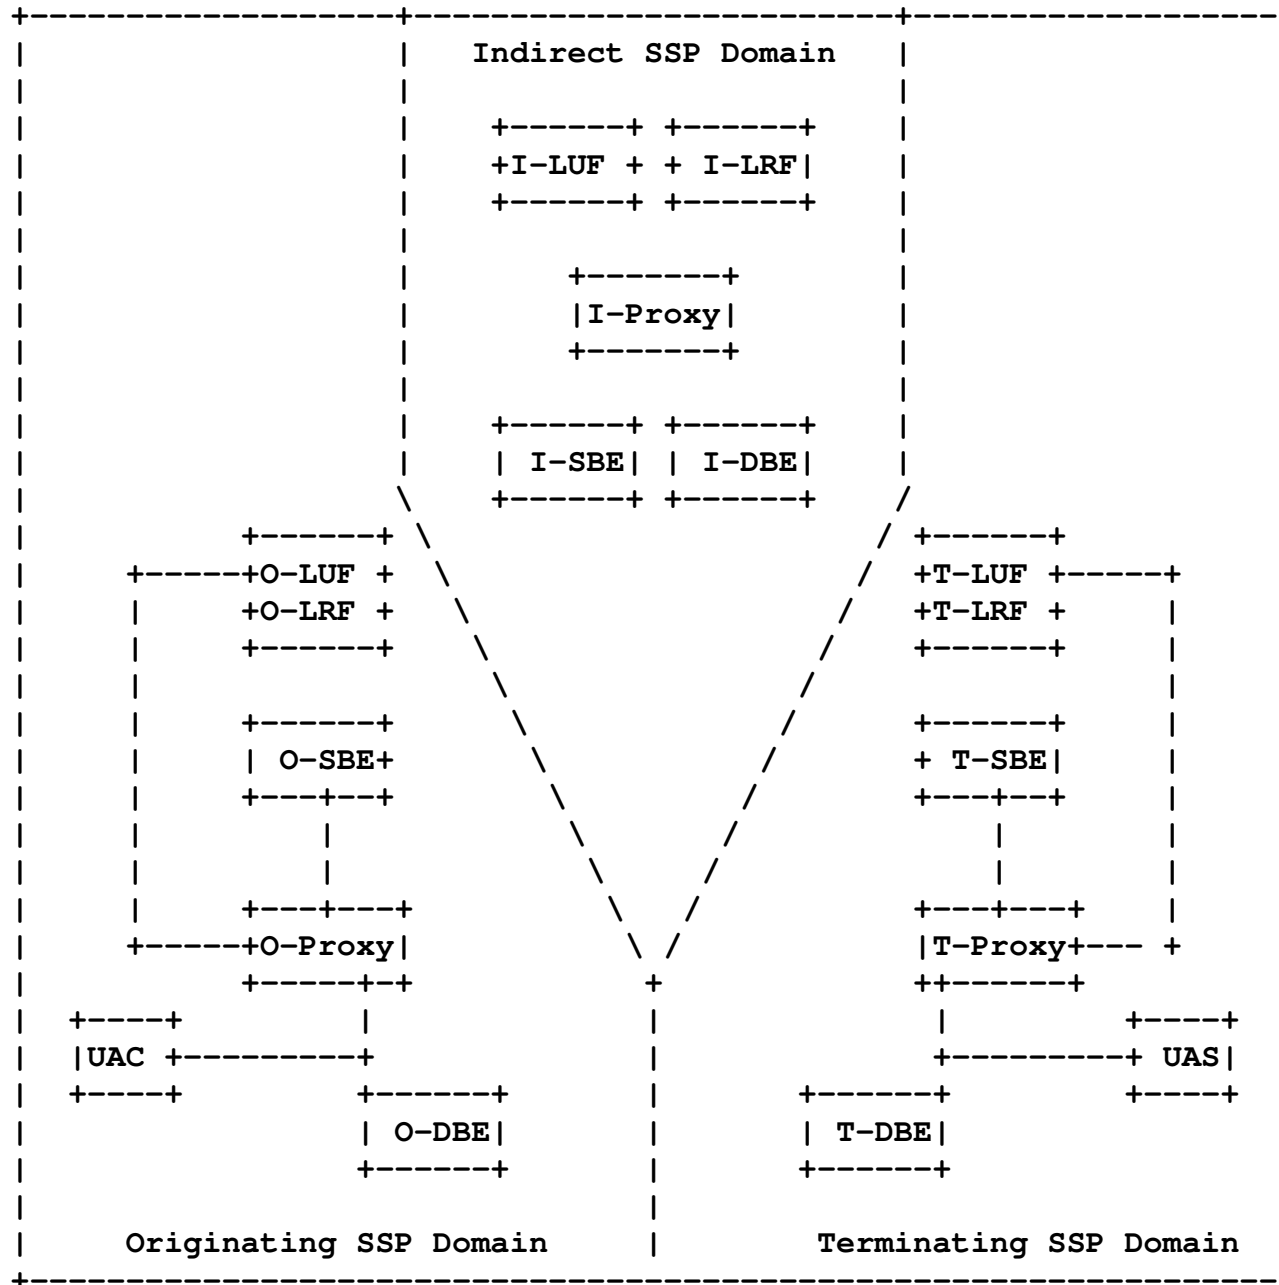 Indirect SSP Domain
I-LUF I-LRF
I-Proxy
I-SBE I-DBE
O-LUF T-LUF
O-LRF T-LRF
O-SBE T-SBE
O-Proxy T-Proxy
UAC UAS
O-DBE T-DBE
Originating SSP Domain Terminating SSP Domain